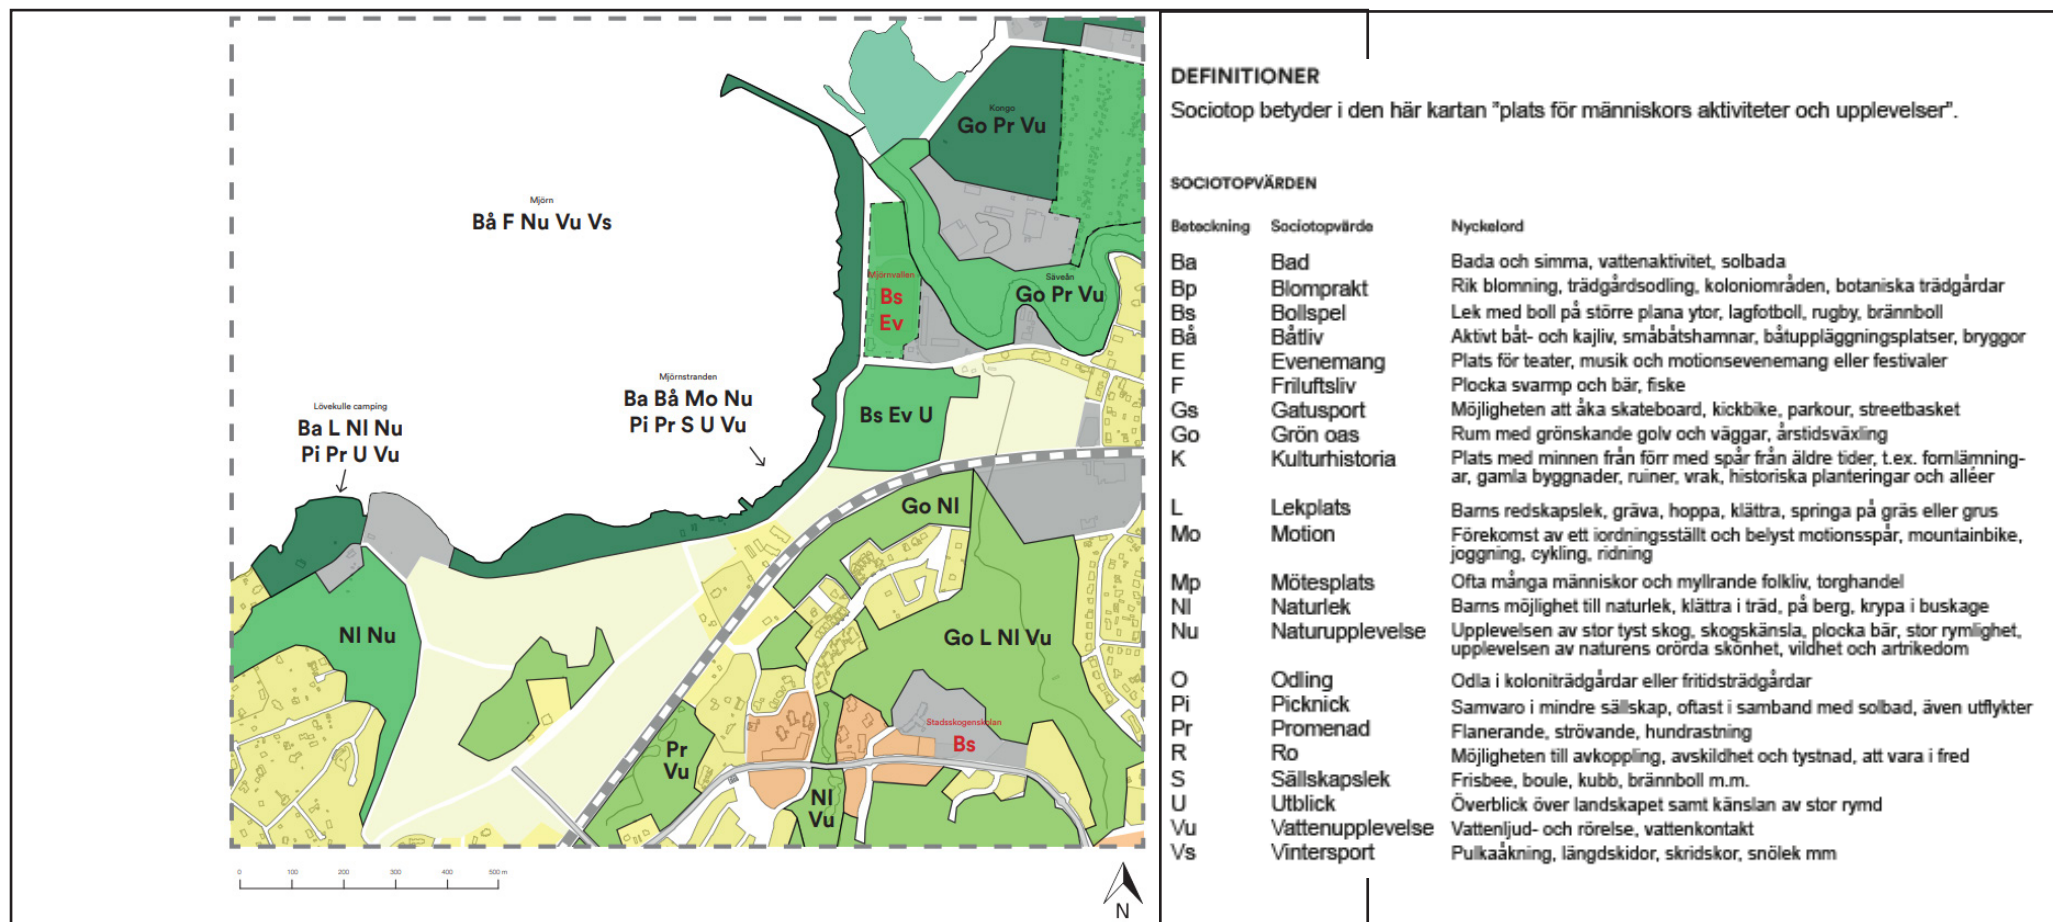 Kongo
Go Pr Vu
Mjörn
Bå F Nu Vu Vs
Mjörnvallen
Bs
Ev
Säveån
Go Pr Vu
Mjörnstranden
Ba Bå Mo Nu
Pi Pr S U Vu
Bs Ev U
Lövekulle camping
Ba L Nl Nu
Pi Pr U Vu
Go Nl
Nl Nu
Go L Nl Vu
Stadsskogenskolan
Bs
Pr
Vu
Nl
Vu
0 100 200 300 400 500 m
N
DEFINITIONER
Sociotop betyder i den här kartan "plats för människors aktiviteter och upplevelser".
SOCIOTOPVÄRDEN
Beteckning Sociotopvärde Nyckelord
Ba Bad Bada och simma, vattenaktivitet, solbada
Bp Blomprakt Rik blomning, trädgårdsodling, koloniområden, botaniska trädgårdar
Bs Bollspel Lek med boll på större plana ytor, lagfotboll, rugby, brännboll
Bå Båtliv Aktivt båt- och kajliv, småbåtshamnar, båtuppläggningsplatser, bryggor
E Evenemang Plats för teater, musik och motionsevenemang eller festivaler
F Friluftsliv Plocka svamp och bär, fiske
Gs Gatusport Möjligheten att åka skateboard, kickbike, parkour, streetbasket
Go Grön oas Rum med grönskande golv och väggar, årstidsväxling
K Kulturhistoria Plats med minnen från förr med spår från äldre tider, t.ex. fornlämning-
ar, gamla byggnader, ruiner, vrak, historiska planteringar och alléer
L Lekplats Barns redskapslek, gräva, hoppa, klättra, springa på gräs eller grus
Mo Motion Förekomst av ett iordningsställt och belyst motionsspår, mountainbike,
joggning, cykling, ridning
Mp Mötesplats Ofta många människor och myllrande folkliv, torghandel
Nl Naturlek Barns möjlighet till naturlek, klättra i träd, på berg, krypa i buskage
Nu Naturupplevelse Upplevelsen av stor tyst skog, skogskänsla, plocka bär, stor rymlighet,
upplevelsen av naturens orörda skönhet, vildhet och artrikedom
O Odling Odla i koloniträdgårdar eller fritidsträdgårdar
Pi Picknick Samvaro i mindre sällskap, oftast i samband med solbad, även utflykter
Pr Promenad Flanerande, strövande, hundrastning
R Ro Möjligheten till avkoppling, avskildhet och tystnad, att vara i fred
S Sällskapslek Frisbee, boule, kubb, brännboll m.m.
U Utblick Överblick över landskapet samt känslan av stor rymd
Vu Vattenupplevelse Vattenljud- och rörelse, vattenkontakt
Vs Vintersport Pulkaåkning, längdskidor, skridskor, snölek mm